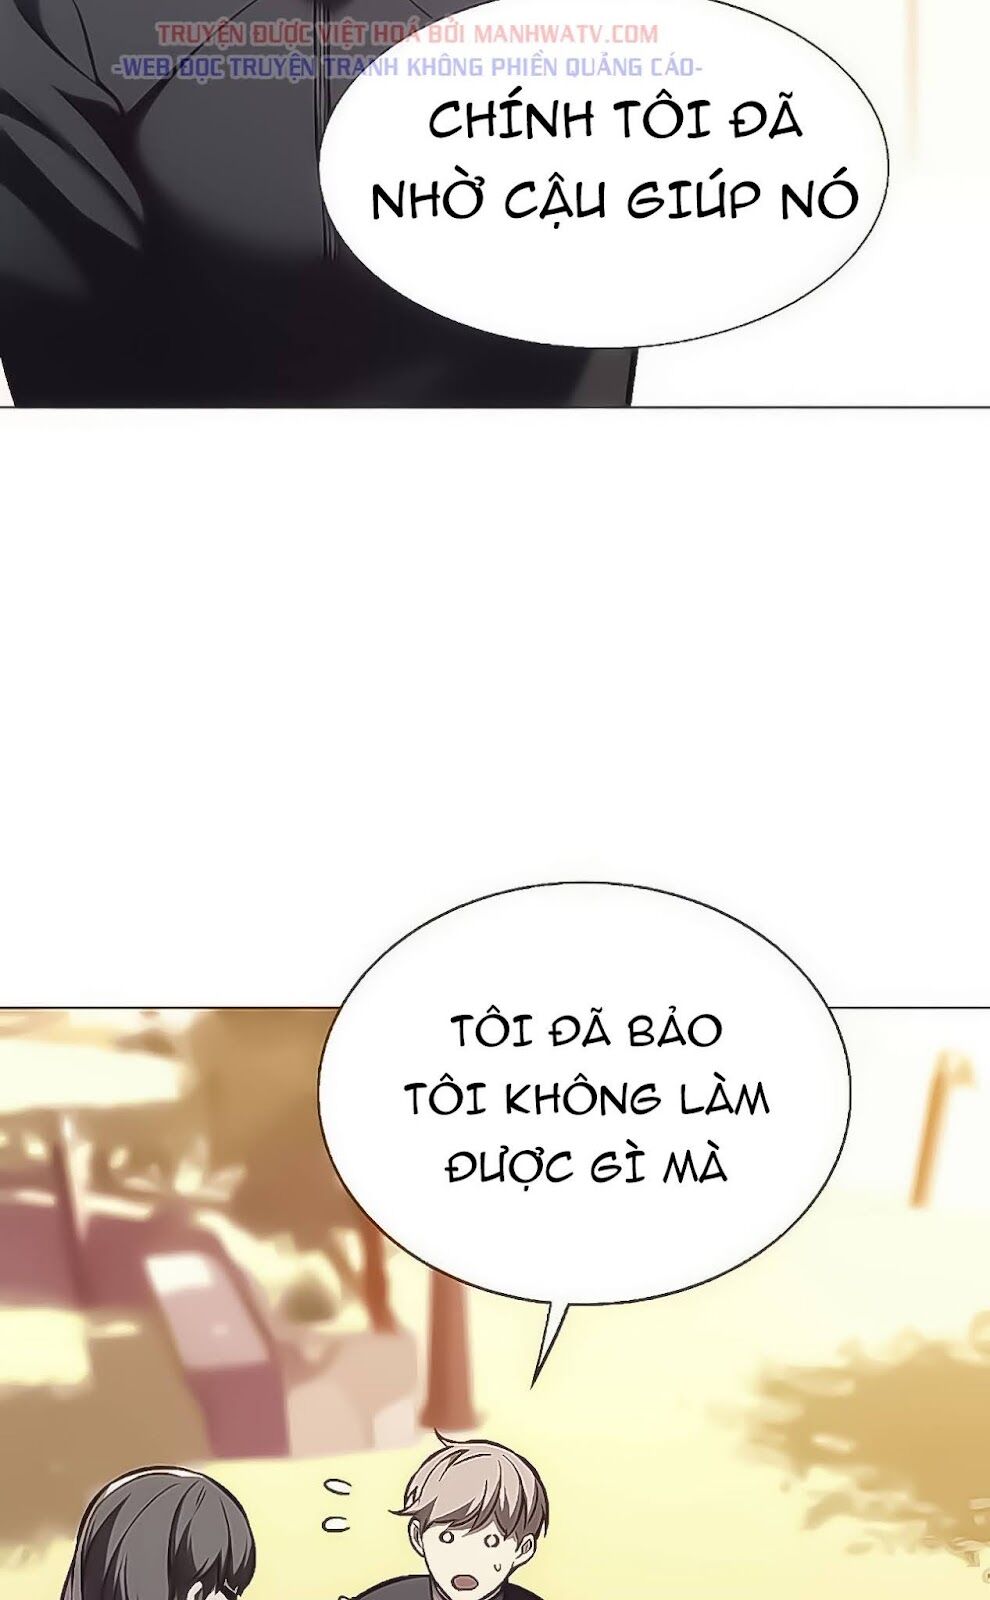 TRUYỆN ĐƯỢC VIỆT HOÁ BỞI MANHWATV.COM
-WEB ĐỌC TRUYỆN TRANH KHÔNG PHIỀN QUẢNG CÁO-
CHÍNH TÔI ĐÃ
NHỜ CẬU GIÚP NÓ
TÔI ĐÃ BẢO
TÔI KHÔNG LÀM
ĐƯỢC GÌ MÀ